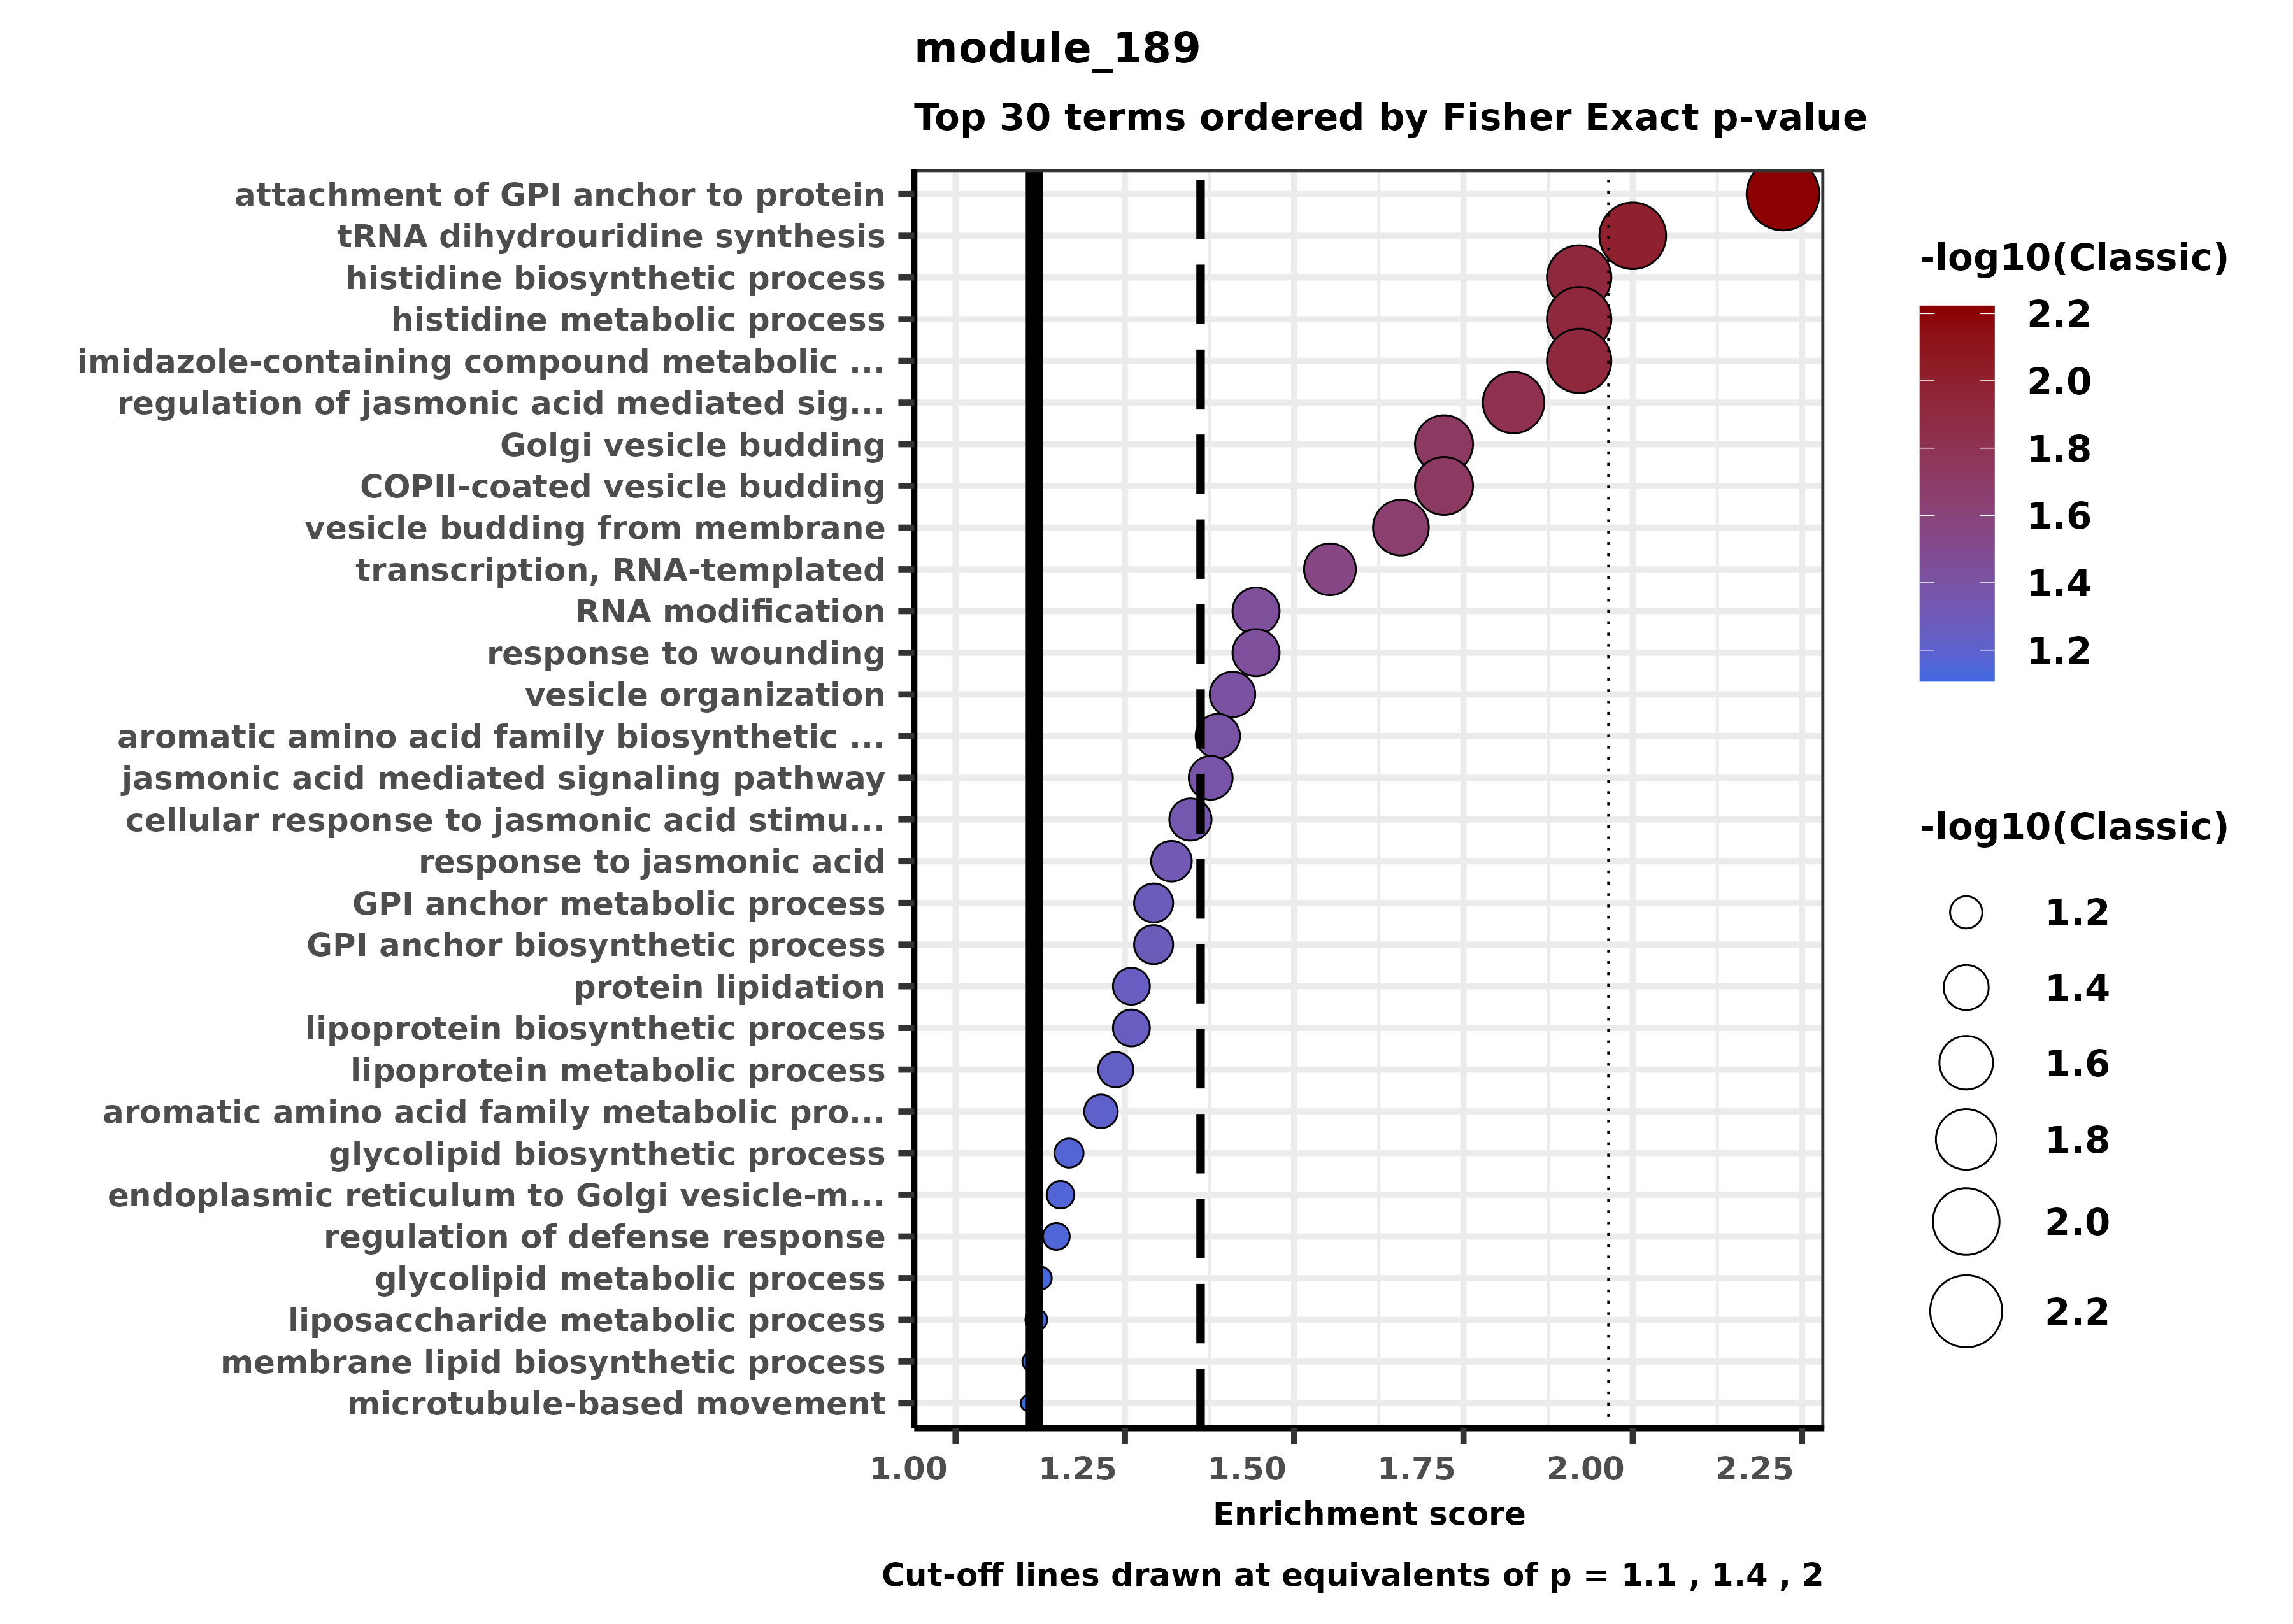 module_189
Top 30 terms ordered by Fisher Exact p-value
attachment of GPI anchor to protein
tRNA dihydrouridine synthesis
histidine biosynthetic process
histidine metabolic process
imidazole-containing compound metabolic ...
regulation of jasmonic acid mediated sig...
Golgi vesicle budding
COPII-coated vesicle budding
vesicle budding from membrane
transcription, RNA-templated
RNA modification
response to wounding
vesicle organization
aromatic amino acid family biosynthetic ...
jasmonic acid mediated signaling pathway
cellular response to jasmonic acid stimu...
response to jasmonic acid
GPI anchor metabolic process
GPI anchor biosynthetic process
protein lipidation
lipoprotein biosynthetic process
lipoprotein metabolic process
aromatic amino acid family metabolic pro...
glycolipid biosynthetic process
endoplasmic reticulum to Golgi vesicle-m...
regulation of defense response
glycolipid metabolic process
liposaccharide metabolic process
membrane lipid biosynthetic process
microtubule-based movement
1.00 1.25 1.50 1.75 2.00 2.25
Enrichment score
Cut-off lines drawn at equivalents of p = 1.1 , 1.4 , 2
-log10(Classic)
2.2
2.0
1.8
1.6
1.4
1.2
-log10(Classic)
1.2
1.4
1.6
1.8
2.0
2.2